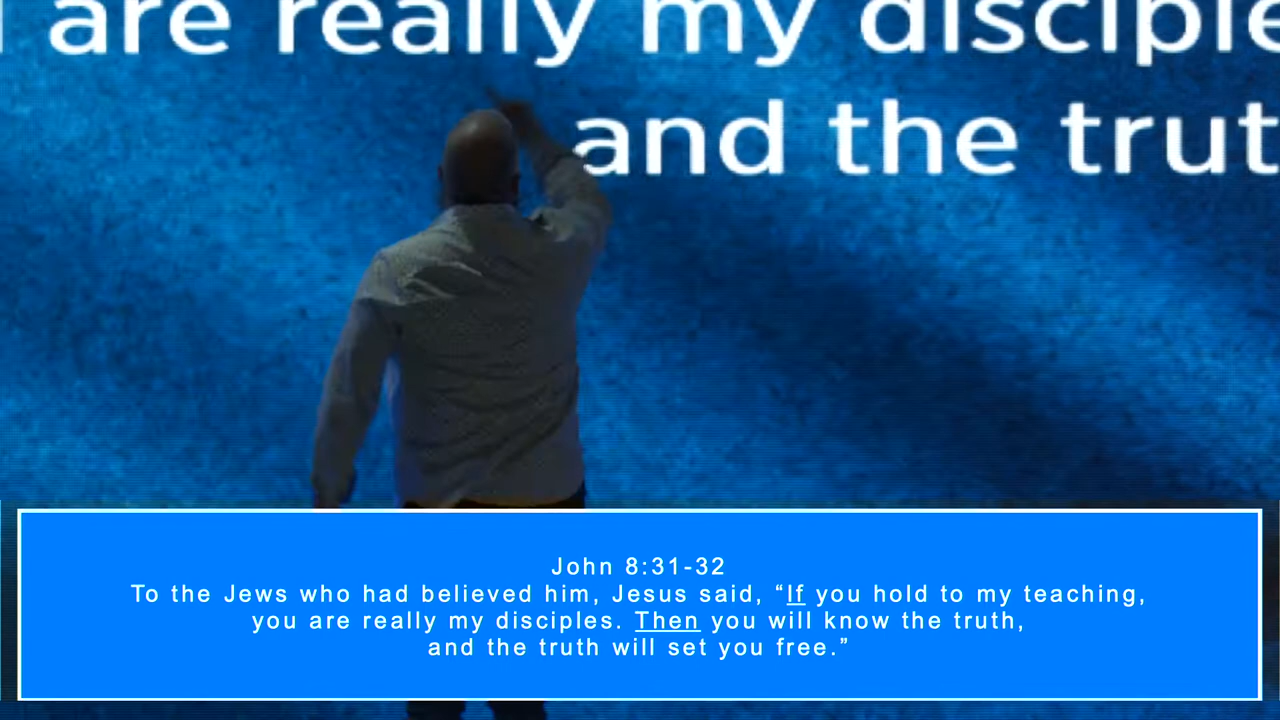 are really my disciple
and the trut
John 8:31-32
To the Jews who had believed him, Jesus said, “If you hold to my teaching,
you are really my disciples. Then you will know the truth,
and the truth will set you free.”